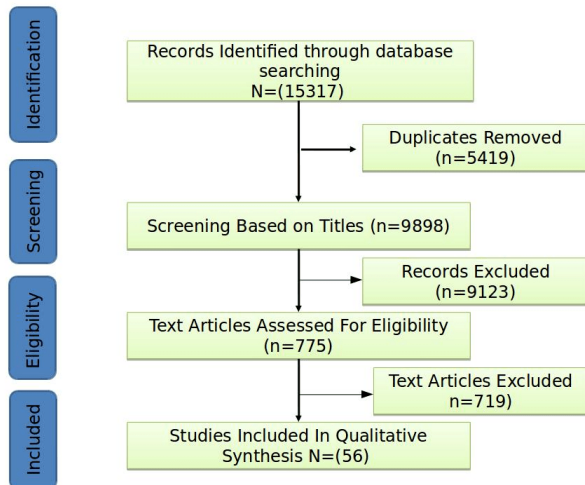 Identification
Records Identified through database
searching
N=(15317)
Duplicates Removed
(n=5419)
Screening
Screening Based on Titles (n=9898)
Records Excluded
(n=9123)
Eligibility
Text Articles Assessed For Eligibility
(n=775)
Text Articles Excluded
n=719)
Included
Studies Included In Qualitative
Synthesis N=(56)